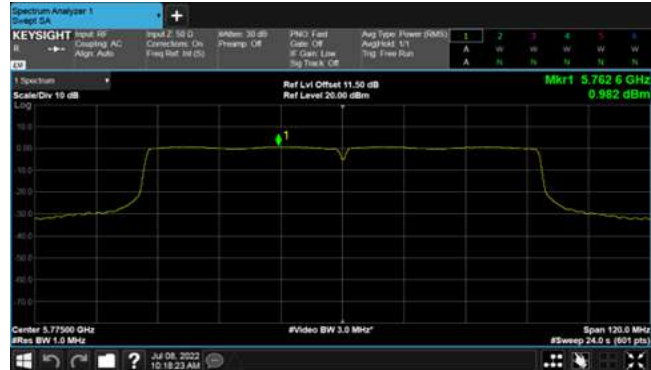 Spectrum Analyzer 1
Swept SA
+
KEYSIGHT
R
Input: RF
Coupling: AC
Align: Auto
Input Z: 50 Ω
Corrections: On
Freq Ref: Int (S)
#Atten: 30 dB
Preamp: Off
PNO: Fast
Gate: Off
IF Gain: Low
Sig Track: Off
Avg Type: Power (RMS)
Avg|Hold: 1/1
Trig: Free Run
1 2 3 4 5 6
A W W W W W
A N N N N N
1 Spectrum
Scale/Div 10 dB
Ref Lvl Offset 11.50 dB
Ref Level 20.00 dBm
Mkr1 5.762 6 GHz
0.982 dBm
Log
10.0
0.00
-10.0
-20.0
-30.0
-40.0
-50.0
-60.0
-70.0
1
Center 5.77500 GHz
#Res BW 1.0 MHz
#Video BW 3.0 MHz*
Span 120.0 MHz
#Sweep 24.0 s (601 pts)
?
Jul 08, 2022
10:18:23 AM